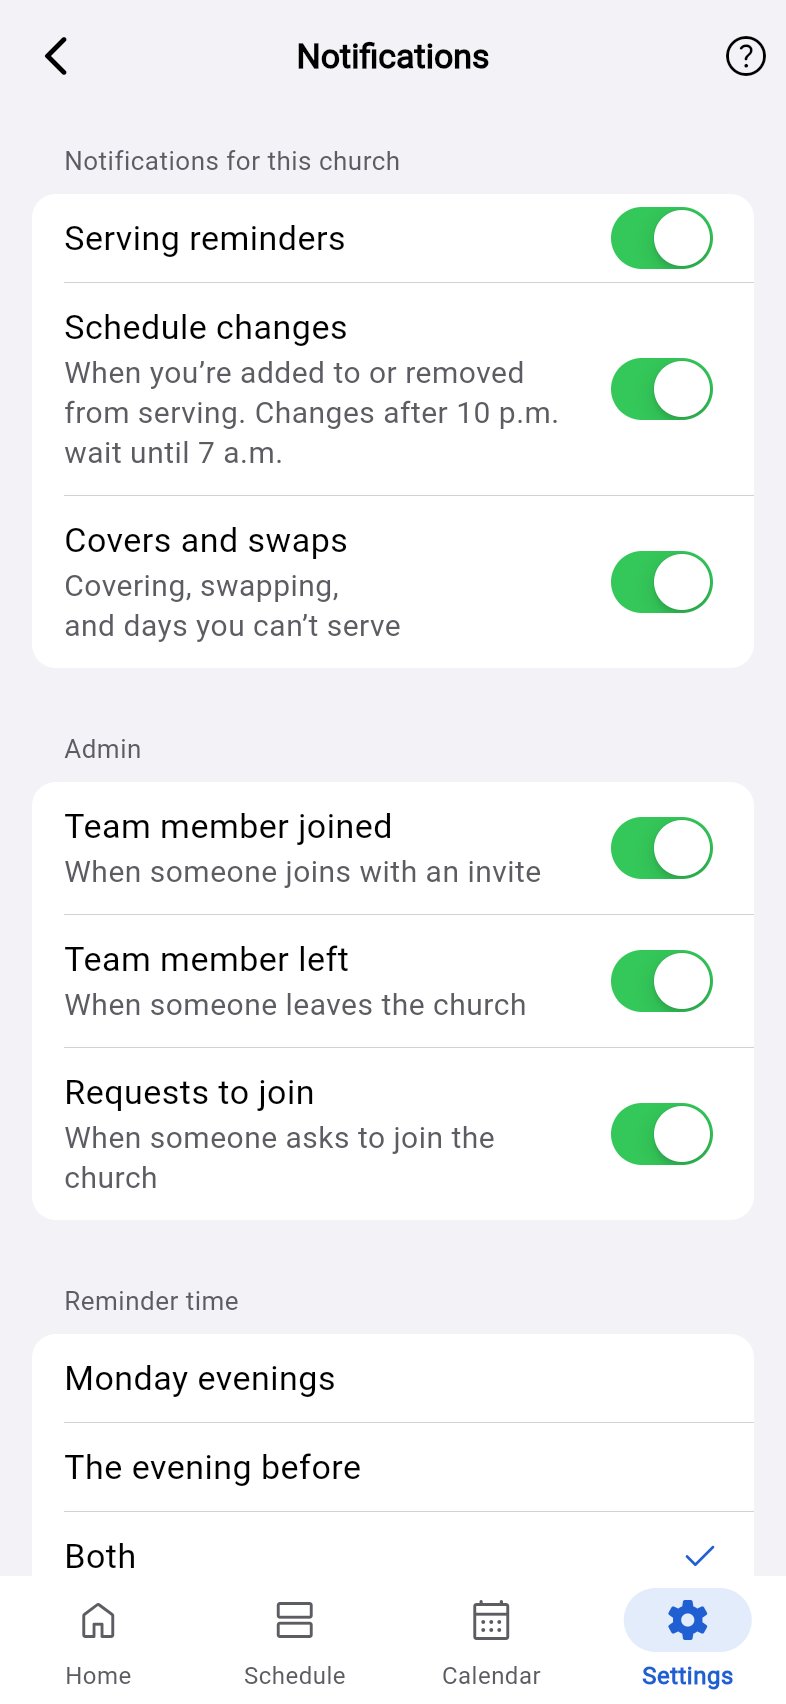 Notifications
Notifications for this church
Serving reminders
Schedule changes
When you’re added to or removed
from serving. Changes after 10 p.m.
wait until 7 a.m.
Covers and swaps
Covering, swapping,
and days you can’t serve
Admin
Team member joined
When someone joins with an invite
Team member left
When someone leaves the church
Requests to join
When someone asks to join the
church
Reminder time
Monday evenings
The evening before
Both
Home
Schedule
Calendar
Settings